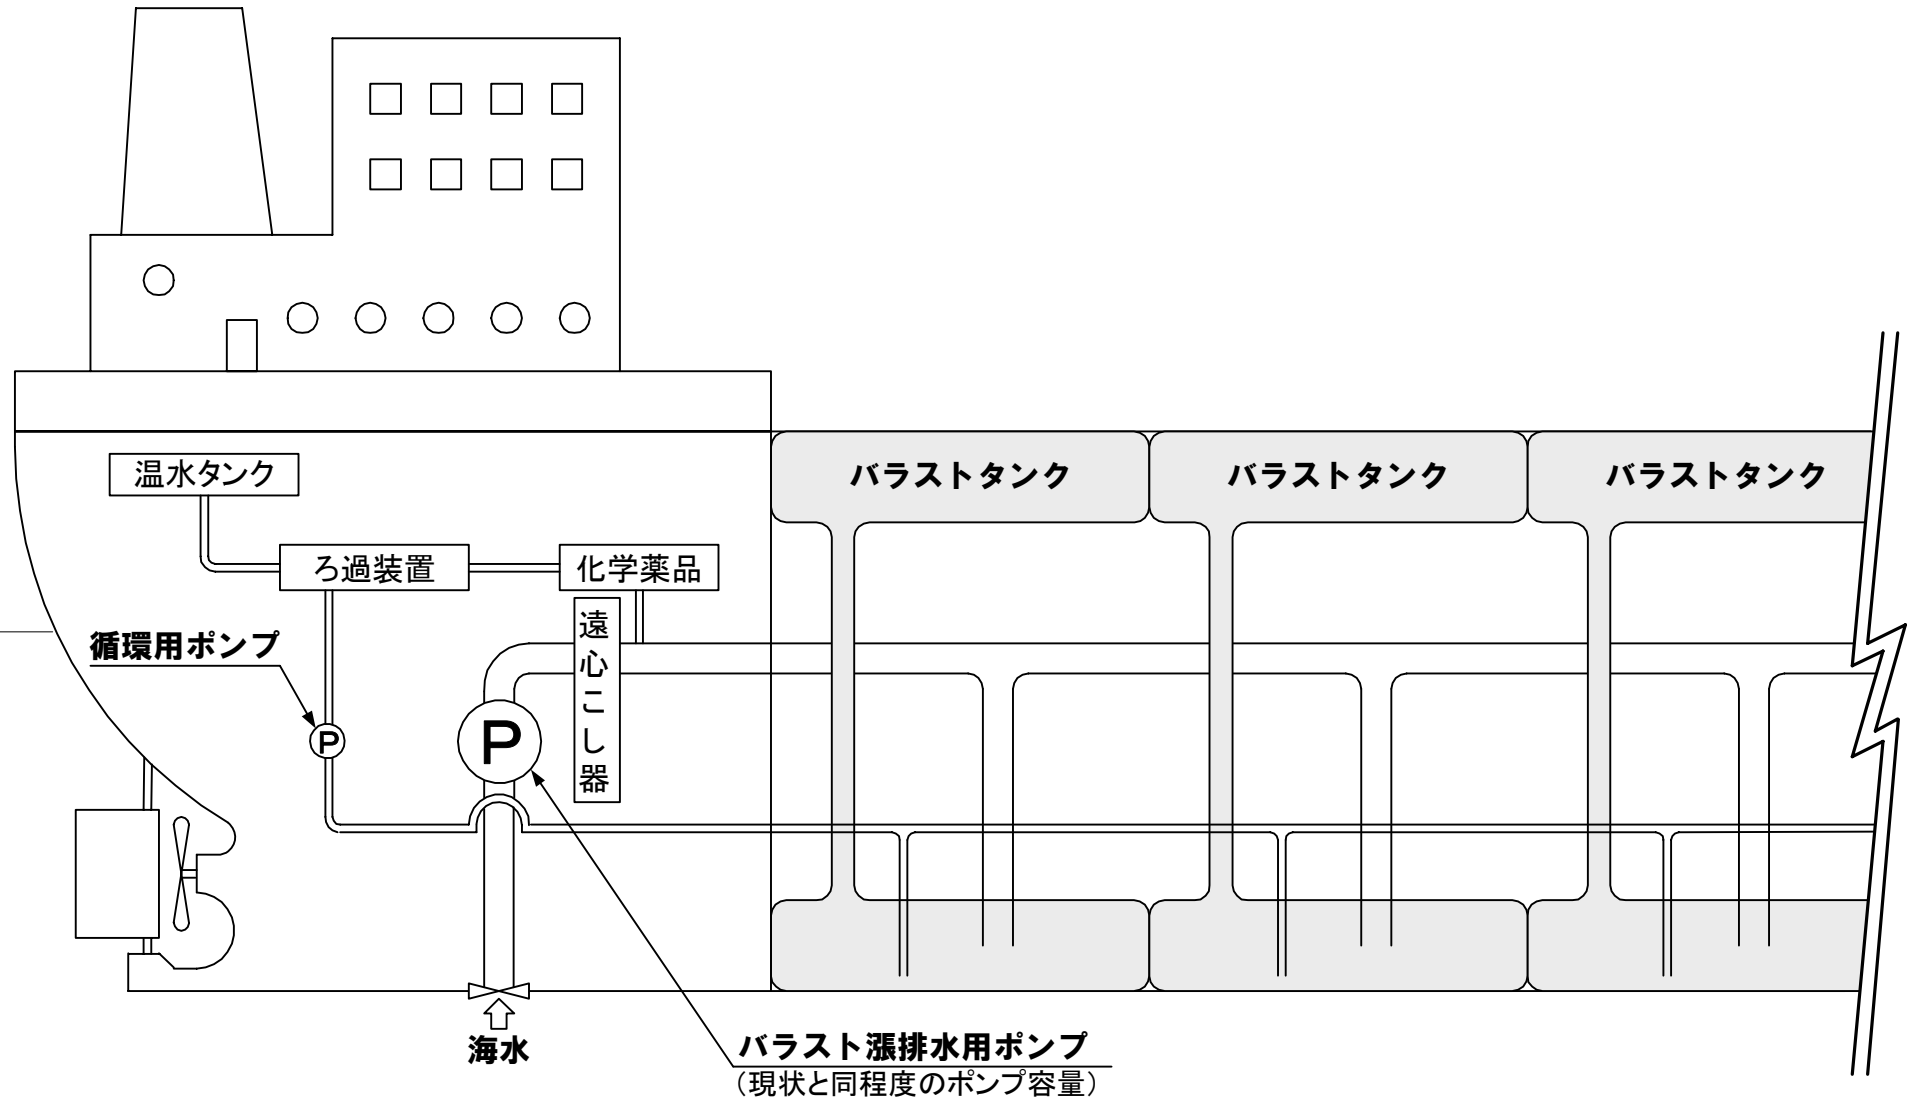 温水タンク
バラストタンク
バラストタンク
バラストタンク
ろ過装置
化学薬品
遠心こし器
循環用ポンプ
P
P
海水
バラスト漲排水用ポンプ
（現状と同程度のポンプ容量）